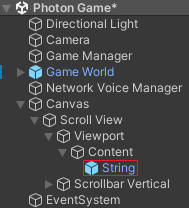 Photon Game*
Directional Light
Camera
Game Manager
Game World
Network Voice Manager
Canvas
Scroll View
Viewport
Content
String
Scrollbar Vertical
EventSystem